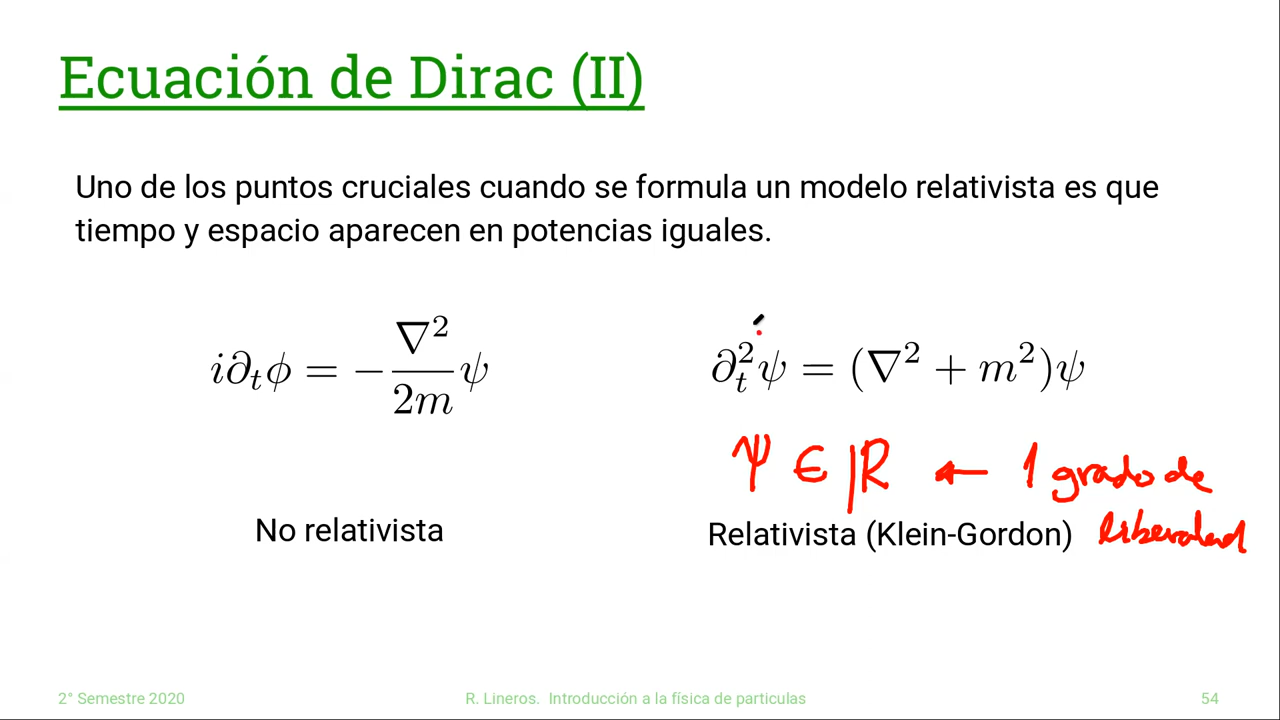 Ecuación de Dirac (II)
Uno de los puntos cruciales cuando se formula un modelo relativista es que
tiempo y espacio aparecen en potencias iguales.
i∂ₜϕ = −∇²/2m ψ
∂ₜ²ψ = (∇² + m²)ψ
ψ ∈ ℝ ← 1 grado de
libertad
No relativista
Relativista (Klein-Gordon)
2° Semestre 2020
R. Lineros. Introducción a la física de particulas
54